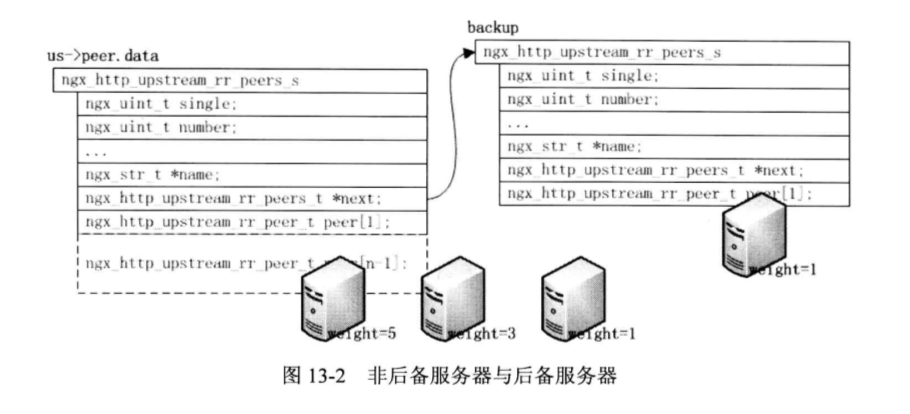 us->peer.data
ngx_http_upstream_rr_peers_s
ngx_uint_t single;
ngx_uint_t number;
...
ngx_str_t *name;
ngx_http_upstream_rr_peers_t *next;
ngx_http_upstream_rr_peer_t peer[1];
ngx_http_upstream_rr_peer_t peer[n-1];
weight=5
weight=3
weight=1
backup
ngx_http_upstream_rr_peers_s
ngx_uint_t single;
ngx_uint_t number;
...
ngx_str_t *name;
ngx_http_upstream_rr_peers_t *next;
ngx_http_upstream_rr_peer_t peer[1];
weight=1
图 13-2 非后备服务器与后备服务器